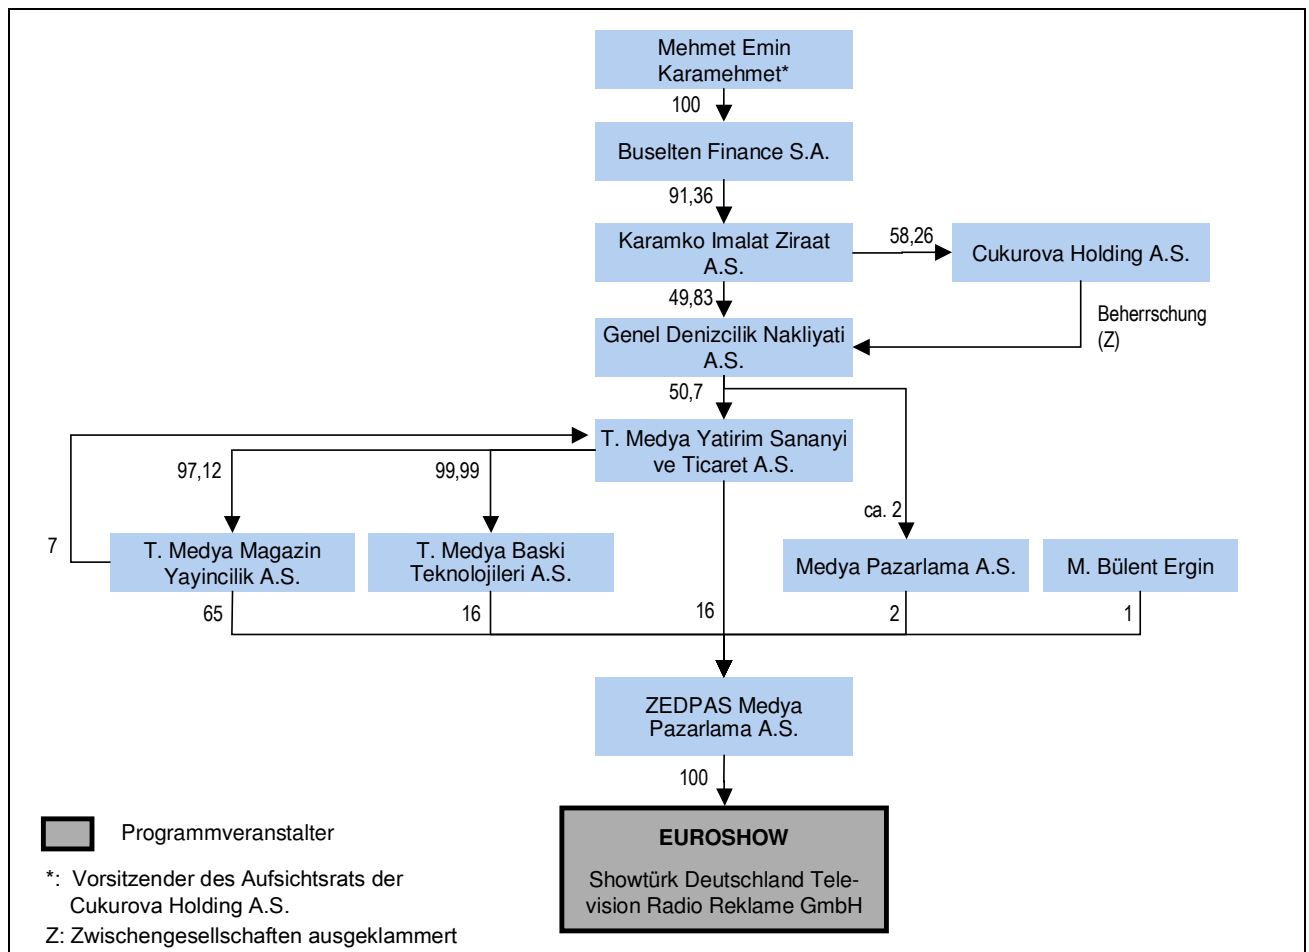 Mehmet Emin
Karamehmet*
100
Buselten Finance S.A.
91,36
Karamko Imalat Ziraat
A.S.
58,26
Cukurova Holding A.S.
49,83
Beherrschung
(Z)
Genel Denizcilik Nakliyati
A.S.
50,7
T. Medya Yatirim Sananyi
ve Ticaret A.S.
97,12
99,99
ca. 2
7
T. Medya Magazin
Yayincilik A.S.
T. Medya Baski
Teknolojileri A.S.
Medya Pazarlama A.S.
M. Bülent Ergin
65
16
16
2
1
ZEDPAS Medya
Pazarlama A.S.
100
EUROSHOW
Showtürk Deutschland Tele-
vision Radio Reklame GmbH
Programmveranstalter
*: Vorsitzender des Aufsichtsrats der
Cukurova Holding A.S.
Z: Zwischengesellschaften ausgeklammert